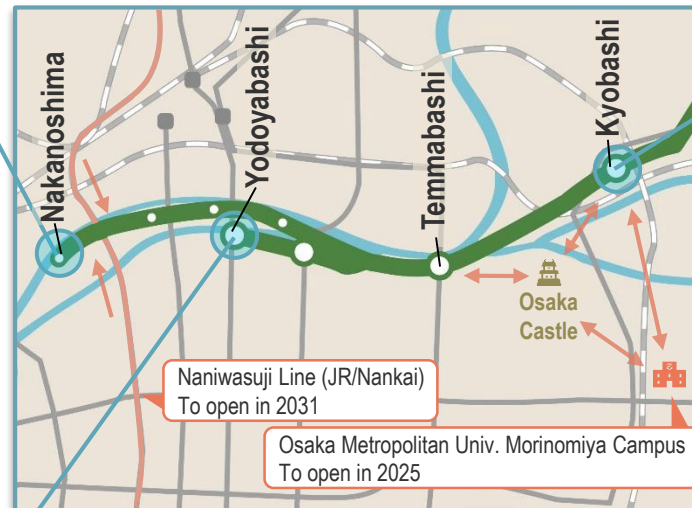 Nakanoshima
Yodoyabashi
Temmabashi
Kyobashi
Osaka
Castle
Naniwasuji Line (JR/Nankai)
To open in 2031
Osaka Metropolitan Univ. Morinomiya Campus
To open in 2025